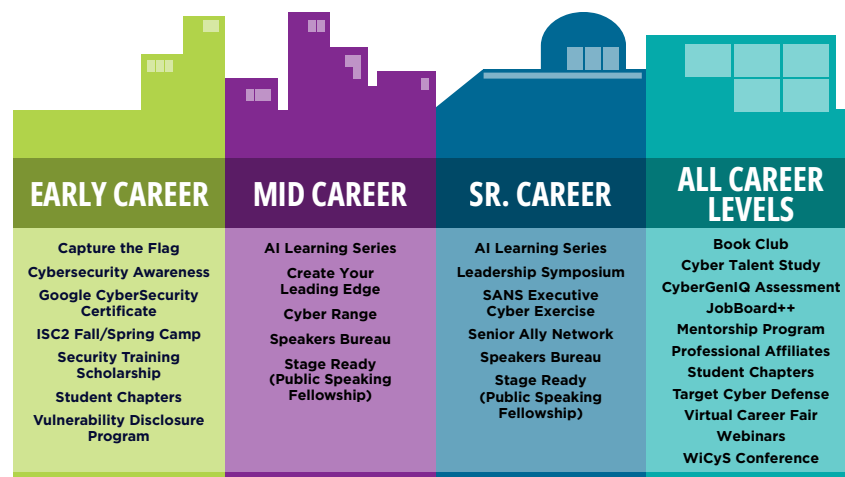 EARLY CAREER
Capture the Flag
Cybersecurity Awareness
Google CyberSecurity
Certificate
ISC2 Fall/Spring Camp
Security Training
Scholarship
Student Chapters
Vulnerability Disclosure
Program
MID CAREER
AI Learning Series
Create Your
Leading Edge
Cyber Range
Speakers Bureau
Stage Ready
(Public Speaking
Fellowship)
SR. CAREER
AI Learning Series
Leadership Symposium
SANS Executive
Cyber Exercise
Senior Ally Network
Speakers Bureau
Stage Ready
(Public Speaking
Fellowship)
ALL CAREER
LEVELS
Book Club
Cyber Talent Study
CyberGenIQ Assessment
JobBoard++
Mentorship Program
Professional Affiliates
Student Chapters
Target Cyber Defense
Virtual Career Fair
Webinars
WiCyS Conference